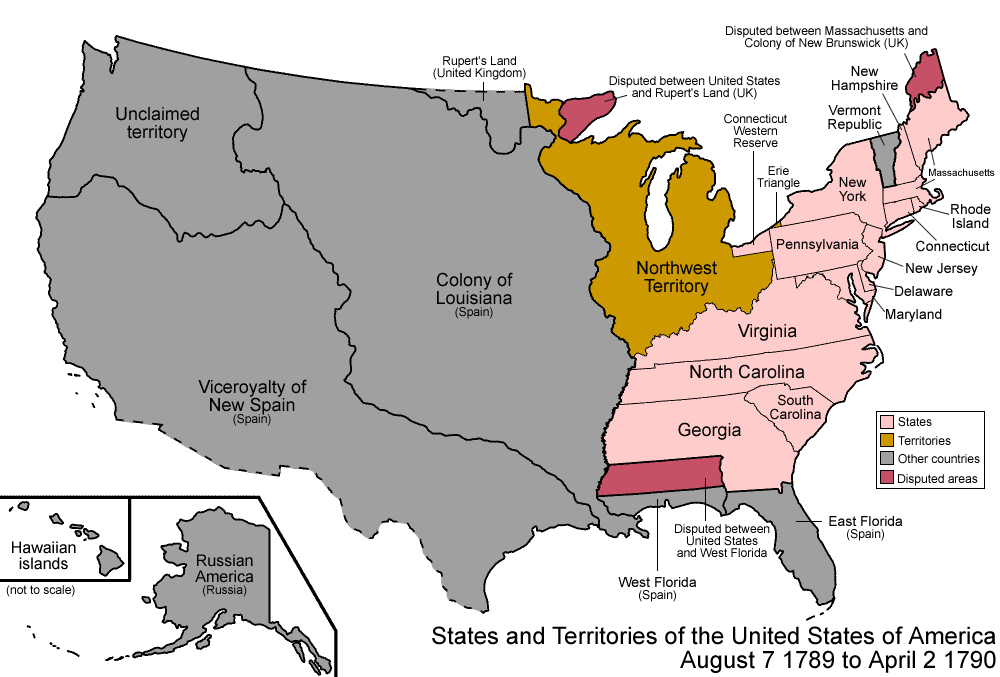 Disputed between Massachusetts and
Colony of New Brunswick (UK)
Rupert's Land
(United Kingdom)
Disputed between United States
and Rupert's Land (UK)
New
Hampshire
Vermont
Republic
Unclaimed
territory
Connecticut
Western
Reserve
Erie
Triangle
Massachusetts
New
York
Rhode
Island
Connecticut
Pennsylvania
New Jersey
Northwest
Territory
Delaware
Maryland
Colony of
Louisiana
(Spain)
Virginia
North Carolina
South
Carolina
Viceroyalty of
New Spain
(Spain)
Georgia
States
Territories
Other countries
Disputed areas
East Florida
(Spain)
Disputed between
United States
and West Florida
West Florida
(Spain)
Hawaiian
islands
(not to scale)
Russian
America
(Russia)
States and Territories of the United States of America
August 7 1789 to April 2 1790